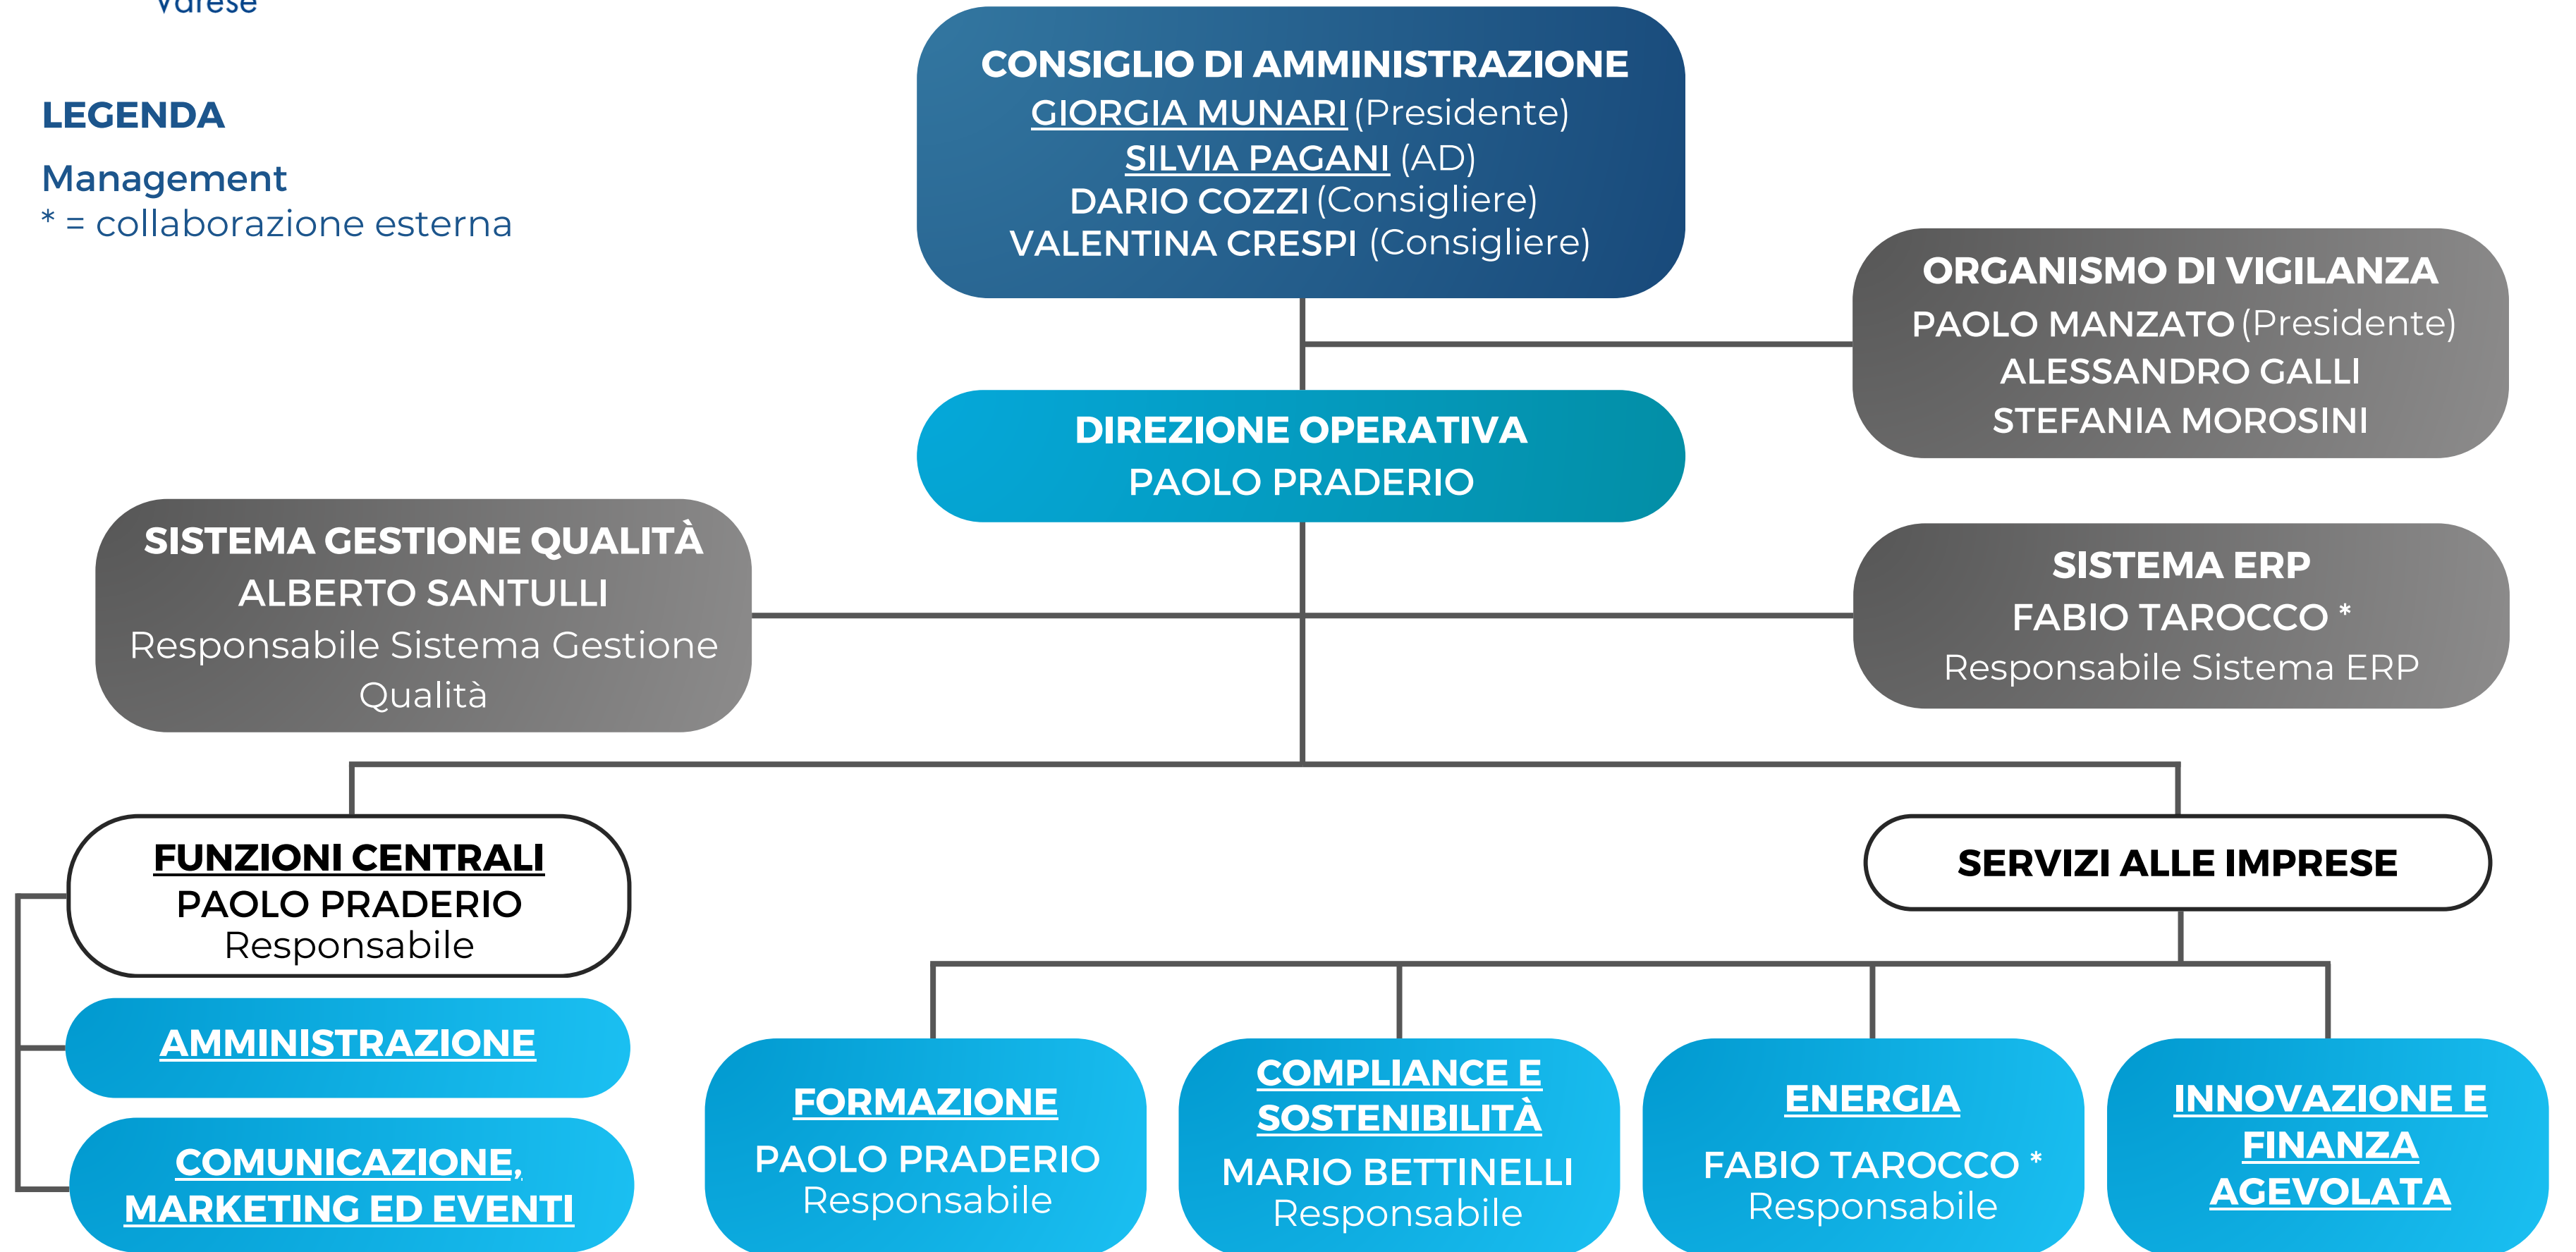 Varese
LEGENDA
Management
* = collaborazione esterna
CONSIGLIO DI AMMINISTRAZIONE
GIORGIA MUNARI (Presidente)
SILVIA PAGANI (AD)
DARIO COZZI (Consigliere)
VALENTINA CRESPI (Consigliere)
ORGANISMO DI VIGILANZA
PAOLO MANZATO (Presidente)
ALESSANDRO GALLI
STEFANIA MOROSINI
DIREZIONE OPERATIVA
PAOLO PRADERIO
SISTEMA GESTIONE QUALITÀ
ALBERTO SANTULLI
Responsabile Sistema Gestione
Qualità
SISTEMA ERP
FABIO TAROCCO *
Responsabile Sistema ERP
FUNZIONI CENTRALI
PAOLO PRADERIO
Responsabile
AMMINISTRAZIONE
COMUNICAZIONE,
MARKETING ED EVENTI
SERVIZI ALLE IMPRESE
FORMAZIONE
PAOLO PRADERIO
Responsabile
COMPLIANCE E
SOSTENIBILITÀ
MARIO BETTINELLI
Responsabile
ENERGIA
FABIO TAROCCO *
Responsabile
INNOVAZIONE E
FINANZA
AGEVOLATA